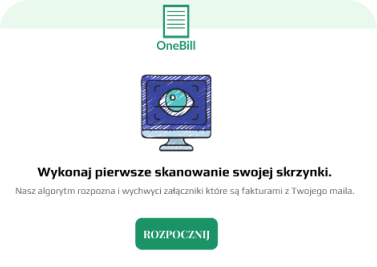 OneBill
Wykonaj pierwsze skanowanie swojej skrzynki.
Nasz algorytm rozpozna i wychwyci załączniki które są fakturami z Twojego maila.
ROZPOCZNIJ